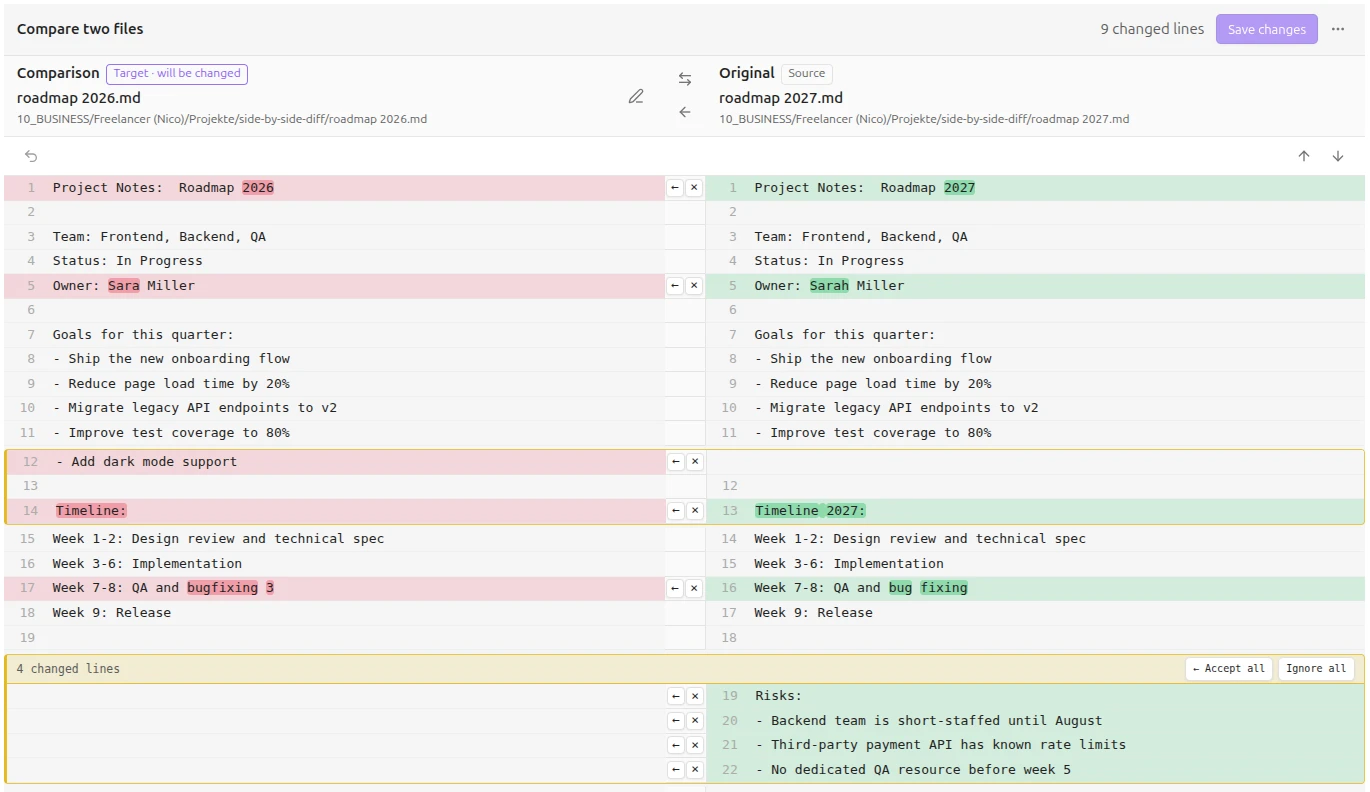 Compare two files
9 changed lines Save changes ···
Comparison Target · will be changed
roadmap 2026.md
10_BUSINESS/Freelancer (Nico)/Projekte/side-by-side-diff/roadmap 2026.md
⇆
←
Original Source
roadmap 2027.md
10_BUSINESS/Freelancer (Nico)/Projekte/side-by-side-diff/roadmap 2027.md
↑ ↓
1 Project Notes:  Roadmap 2026 ← × 1 Project Notes:  Roadmap 2027
2 2
3 Team: Frontend, Backend, QA 3 Team: Frontend, Backend, QA
4 Status: In Progress 4 Status: In Progress
5 Owner: Sara Miller ← × 5 Owner: Sarah Miller
6 6
7 Goals for this quarter: 7 Goals for this quarter:
8 - Ship the new onboarding flow 8 - Ship the new onboarding flow
9 - Reduce page load time by 20% 9 - Reduce page load time by 20%
10 - Migrate legacy API endpoints to v2 10 - Migrate legacy API endpoints to v2
11 - Improve test coverage to 80% 11 - Improve test coverage to 80%
12 - Add dark mode support ← ×
13 12
14 Timeline: ← × 13 Timeline 2027:
15 Week 1-2: Design review and technical spec 14 Week 1-2: Design review and technical spec
16 Week 3-6: Implementation 15 Week 3-6: Implementation
17 Week 7-8: QA and bugfixing 3 ← × 16 Week 7-8: QA and bug fixing
18 Week 9: Release 17 Week 9: Release
19 18
4 changed lines ← Accept all Ignore all
← × 19 Risks:
← × 20 - Backend team is short-staffed until August
← × 21 - Third-party payment API has known rate limits
← × 22 - No dedicated QA resource before week 5